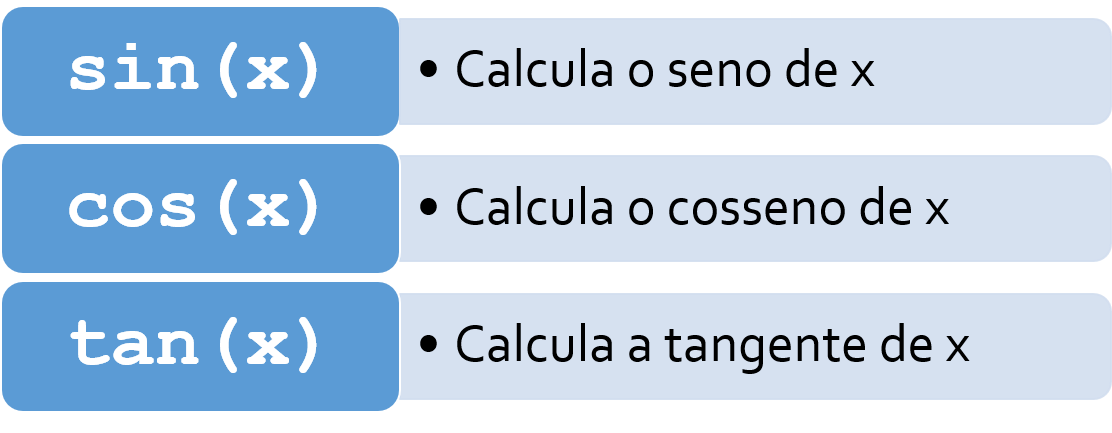 sin(x)
• Calcula o seno de x
cos(x)
• Calcula o cosseno de x
tan(x)
• Calcula a tangente de x